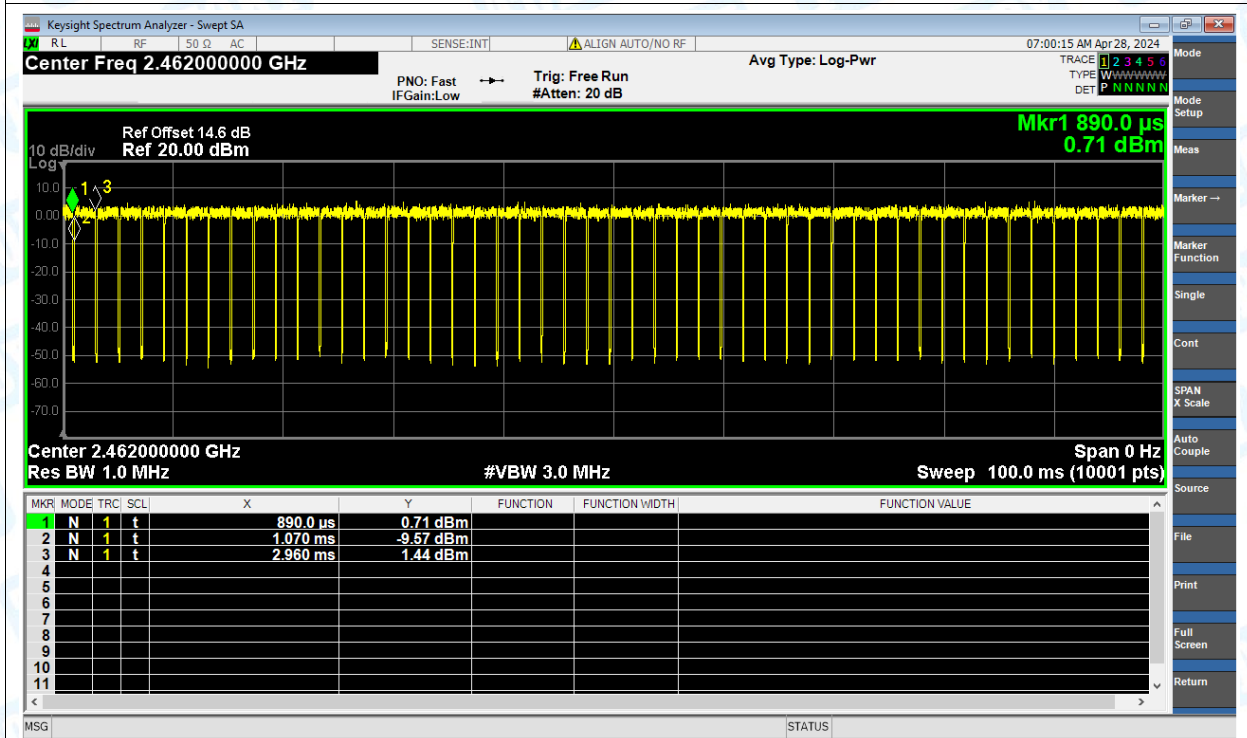 Keysight Spectrum Analyzer - Swept SA
LXI RL RF 50 Ω AC SENSE:INT ALIGN AUTO/NO RF 07:00:15 AM Apr 28, 2024
Center Freq 2.462000000 GHz
PNO: Fast
IFGain:Low
Trig: Free Run
#Atten: 20 dB
Avg Type: Log-Pwr
TRACE 1 2 3 4 5 6
TYPE WWWWWW
DET P N N N N N
Mkr1 890.0 µs
0.71 dBm
Ref Offset 14.6 dB
10 dB/div Ref 20.00 dBm
Log
10.0
0.00
-10.0
-20.0
-30.0
-40.0
-50.0
-60.0
-70.0
1
2
3
Center 2.462000000 GHz Span 0 Hz
Res BW 1.0 MHz #VBW 3.0 MHz Sweep 100.0 ms (10001 pts)
MKR MODE TRC SCL X Y FUNCTION FUNCTION WIDTH FUNCTION VALUE
1 N 1 t 890.0 µs 0.71 dBm
2 N 1 t 1.070 ms -9.57 dBm
3 N 1 t 2.960 ms 1.44 dBm
4
5
6
7
8
9
10
11
MSG STATUS
Mode
Mode
Setup
Meas
Marker →
Marker
Function
Single
Cont
SPAN
X Scale
Auto
Couple
Source
File
Print
Full
Screen
Return